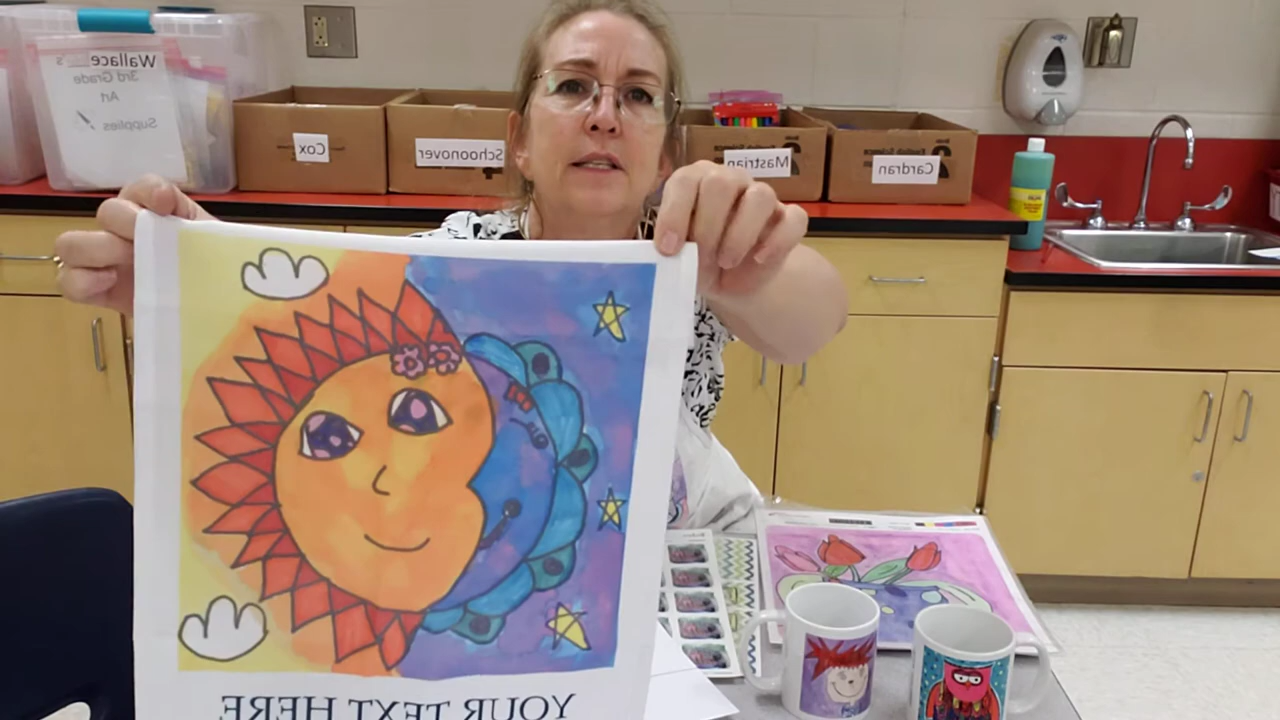 Wallace's
3rd Grade
Art
Supplies
Cox
Schoonover
Mastrian
Cardran
YOUR TEXT HERE